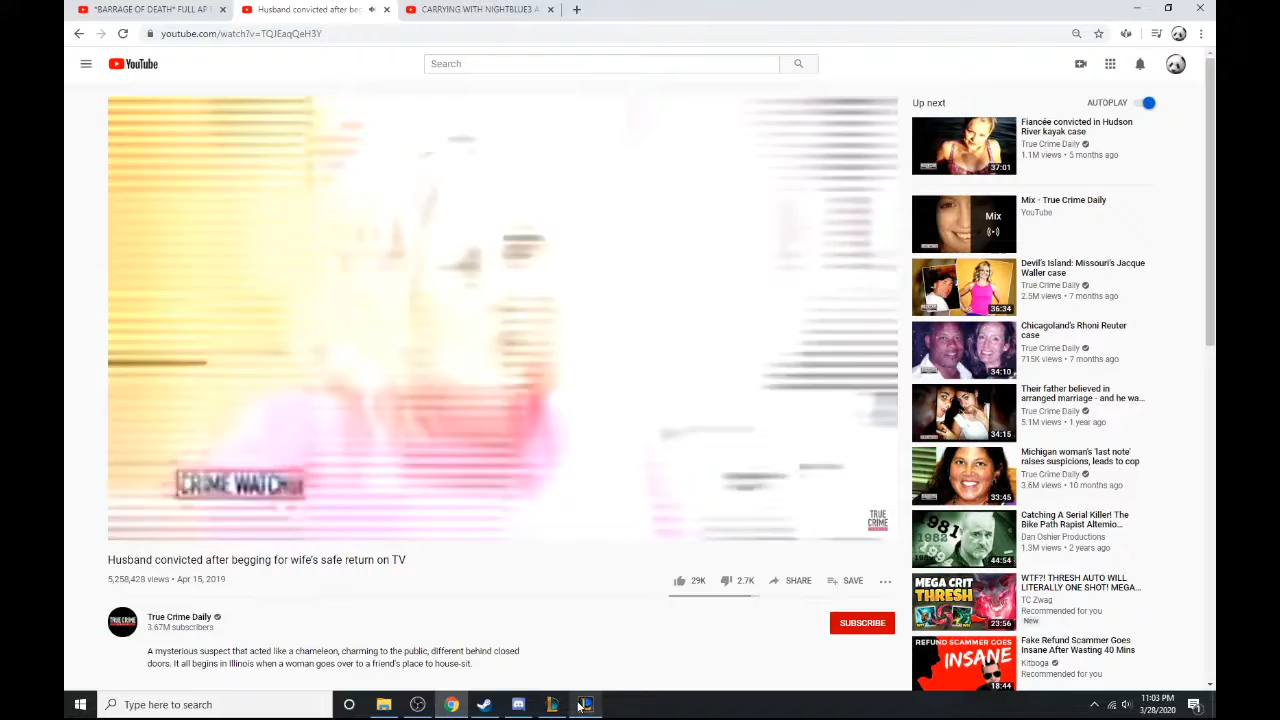 *BARRAGE OF DEATH* FULL AP
Husband convicted after beg
CARRYING WITH NIGHTBLUE3 A
youtube.com/watch?v=TQJEaqQeH3Y
YouTube
Search
Up next
AUTOPLAY
Fiancée convicted in Hudson
River kayak case
True Crime Daily
1.1M views • 5 months ago
37:01
Mix - True Crime Daily
YouTube
Mix
Devil's Island: Missouri's Jacque
Waller case
True Crime Daily
2.5M views • 7 months ago
36:34
Chicagoland's Rhoni Reuter
case
True Crime Daily
715K views • 7 months ago
34:10
Their father believed in
arranged marriage - and he wa...
True Crime Daily
5.1M views • 1 year ago
34:15
Michigan woman's 'last note'
raises suspicions, leads to cop
True Crime Daily
3.6M views • 10 months ago
33:45
Catching A Serial Killer! The
Bike Path Rapist Altemio...
Dan Oshier Productions
1.3M views • 2 years ago
1981
1982
44:54
WTF?! THRESH AUTO WILL
LITERALLY ONE SHOT! MEGA...
TC Zwag
Recommended for you
New
MEGA CRIT
THRESH
23:56
Fake Refund Scammer Goes
Insane After Wasting 40 Mins
Kitboga
Recommended for you
REFUND SCAMMER GOES
INSANE
18:44
CRIME WATCH
TRUE
CRIME
Husband convicted after begging for wife's safe return on TV
5,258,428 views • Apr 15, 2019
29K
2.7K
SHARE
SAVE
TRUE CRIME
True Crime Daily
3.67M subscribers
SUBSCRIBE
A mysterious suspect that acted like a chameleon, charming to the public, different behind closed
doors. It all begins in Illinois when a woman goes over to a friend's place to house-sit.
Type here to search
11:03 PM
3/28/2020